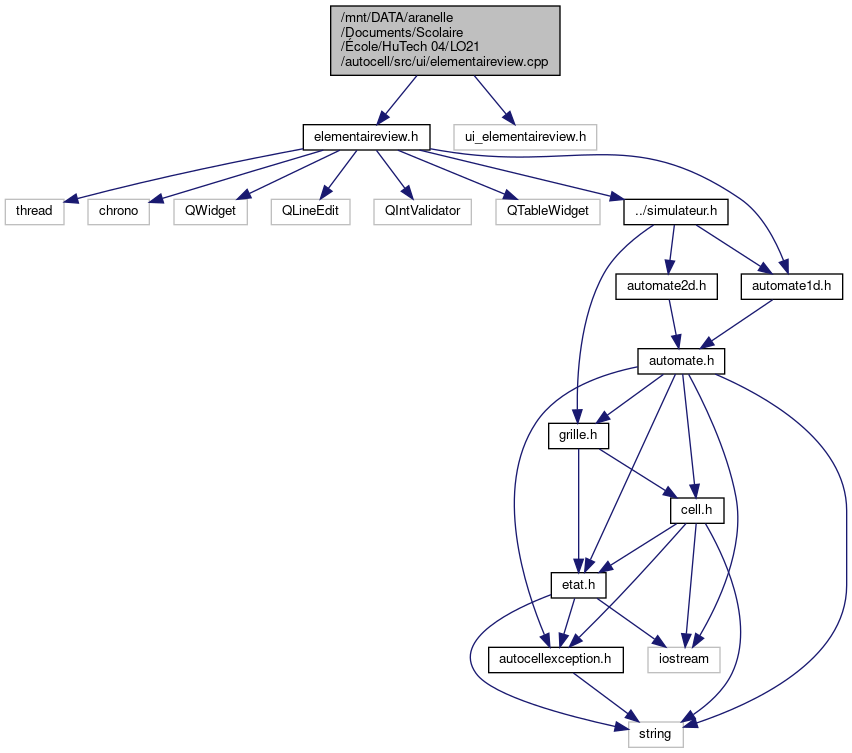 /mnt/DATA/aranelle
/Documents/Scolaire
/École/HuTech 04/LO21
/autocell/src/ui/elementaireview.cpp
elementaireview.h
ui_elementaireview.h
thread
chrono
QWidget
QLineEdit
QIntValidator
QTableWidget
../simulateur.h
automate2d.h
automate1d.h
automate.h
grille.h
cell.h
etat.h
autocellexception.h
iostream
string